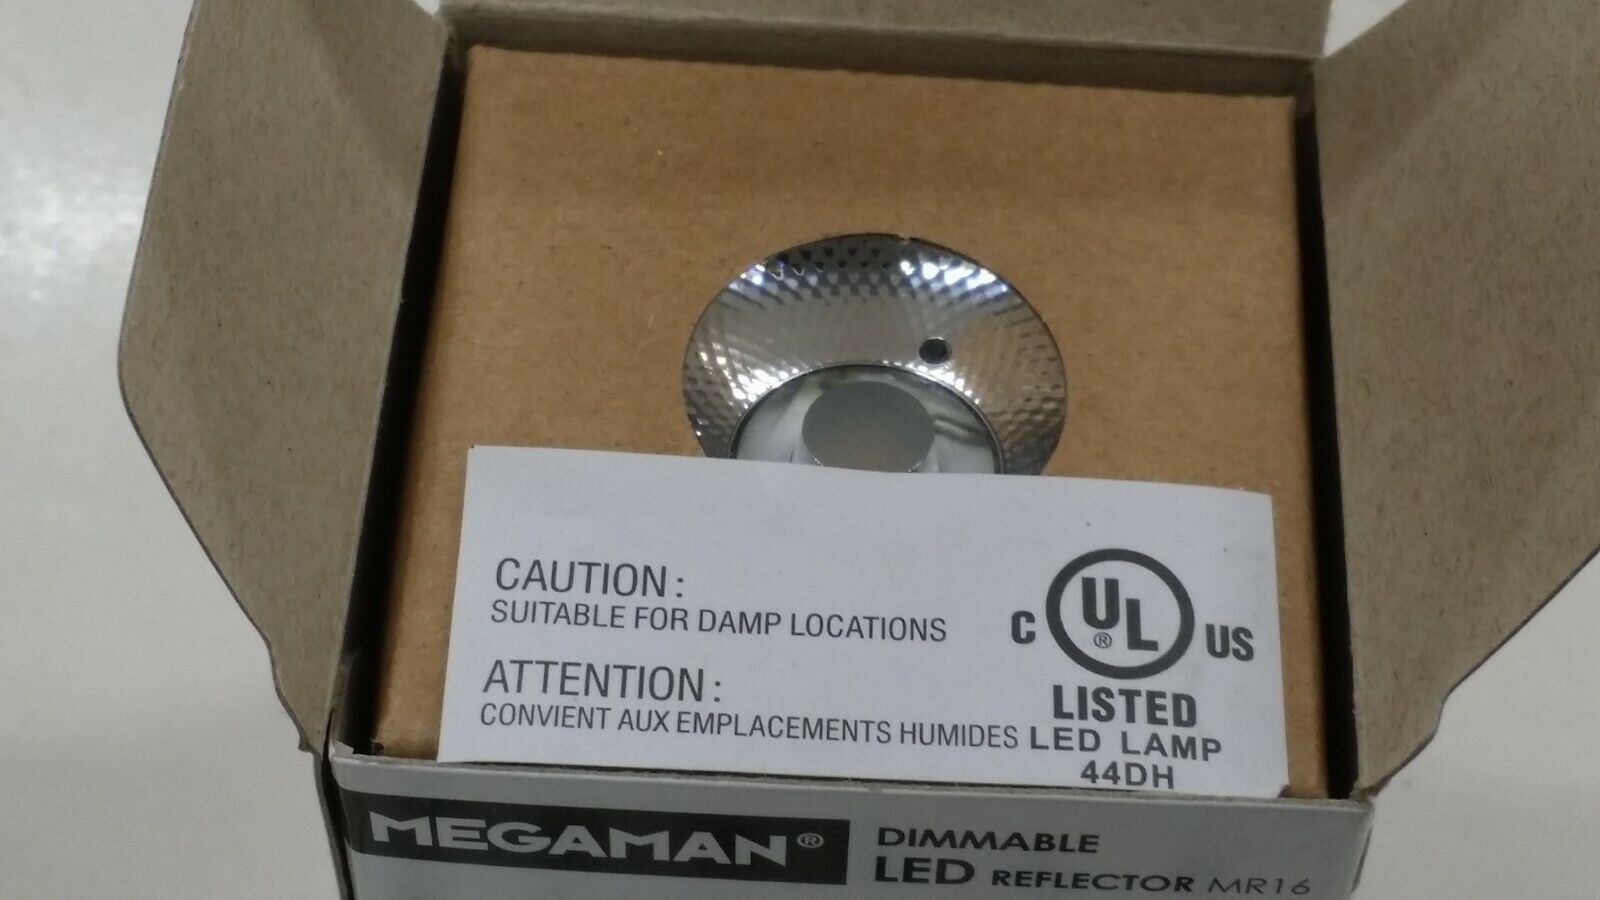 CAUTION:
SUITABLE FOR DAMP LOCATIONS
ATTENTION:
CONVIENT AUX EMPLACEMENTS HUMIDES
C UL® US
LISTED
LED LAMP
44DH
MEGAMAN®
DIMMABLE
LED REFLECTOR MR16